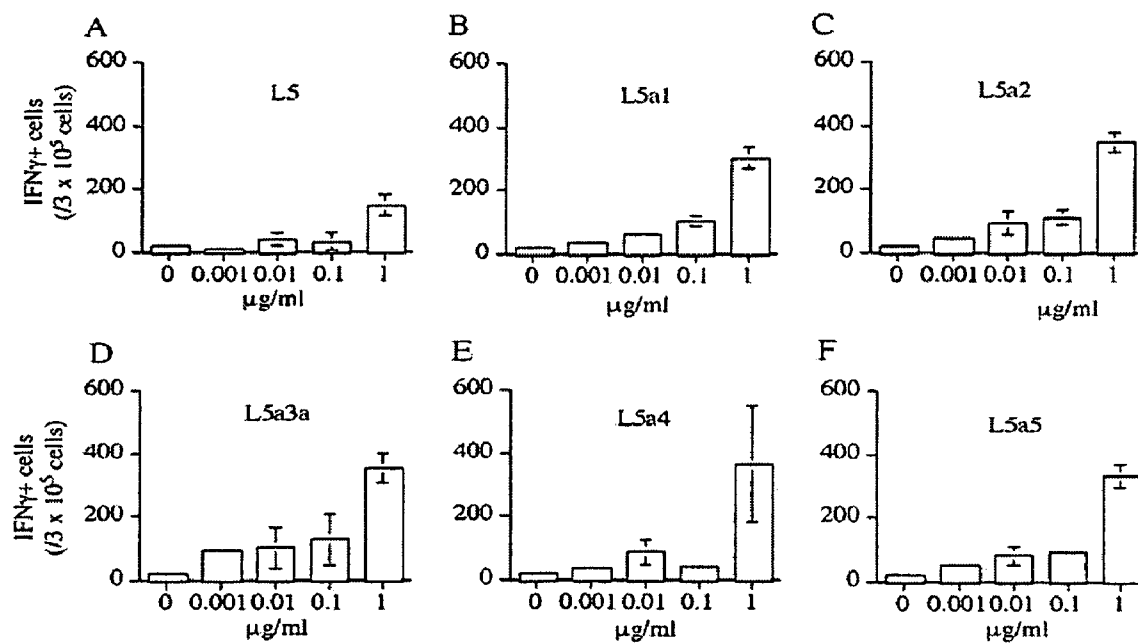 A
B
C
600
400
200
0
IFNγ+ cells
(/3 x 10⁵ cells)
L5
0 0.001 0.01 0.1 1
μg/ml
600
400
200
0
L5a1
0 0.001 0.01 0.1 1
μg/ml
600
400
200
0
L5a2
0 0.001 0.01 0.1 1
μg/ml
D
E
F
600
400
200
0
IFNγ+ cells
(/3 x 10⁵ cells)
L5a3a
0 0.001 0.01 0.1 1
μg/ml
600
400
200
0
L5a4
0 0.001 0.01 0.1 1
μg/ml
600
400
200
0
L5a5
0 0.001 0.01 0.1 1
μg/ml